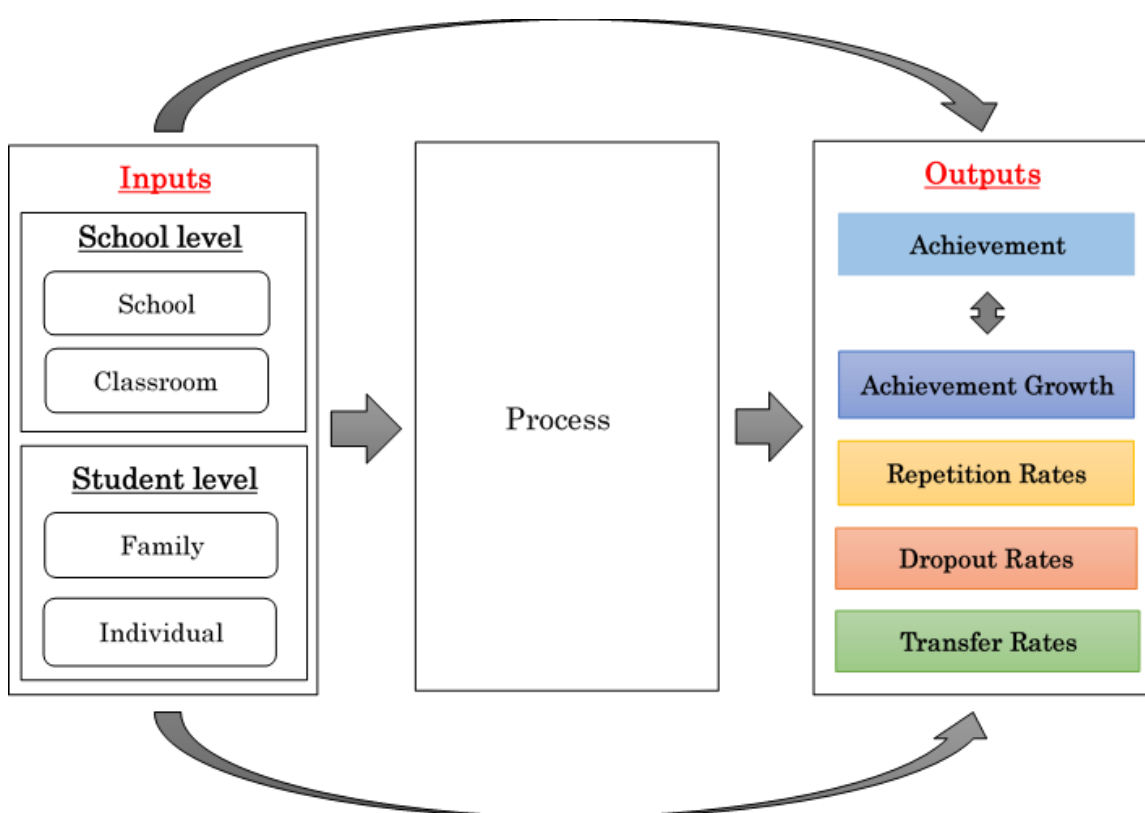 Inputs
School level
School
Classroom
Student level
Family
Individual
Process
Outputs
Achievement
Achievement Growth
Repetition Rates
Dropout Rates
Transfer Rates